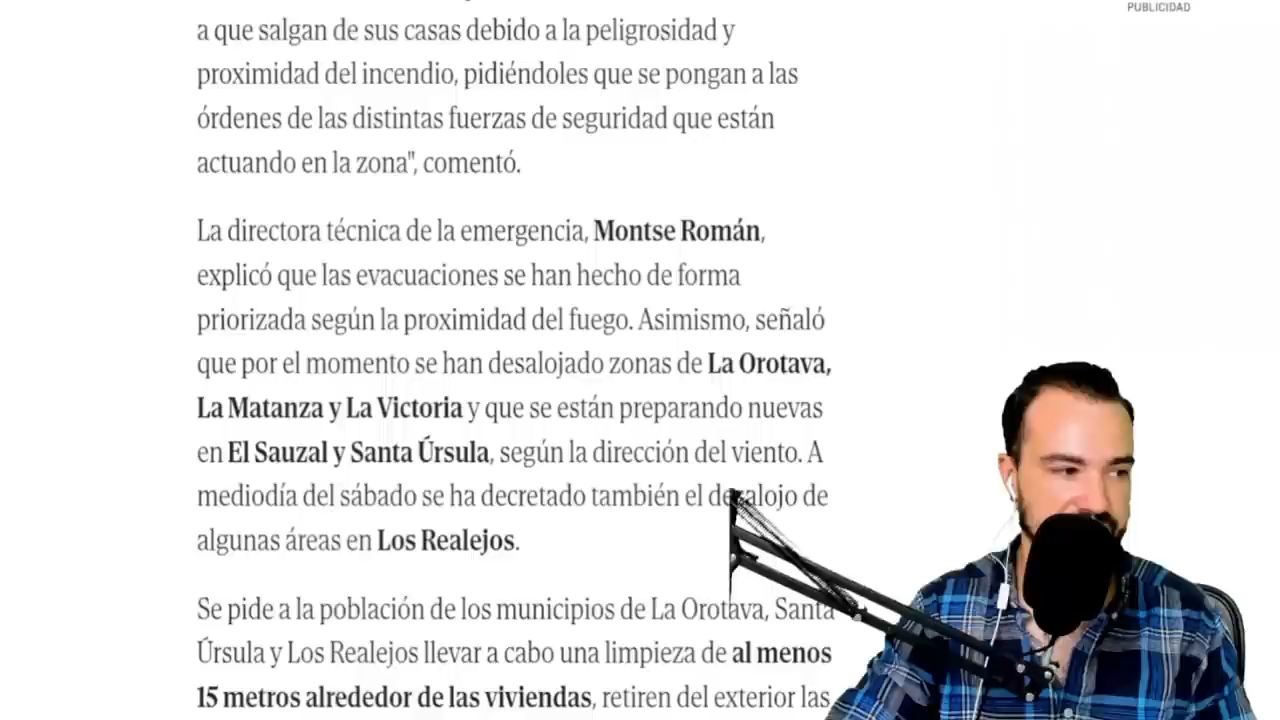 PUBLICIDAD
a que salgan de sus casas debido a la peligrosidad y
proximidad del incendio, pidiéndoles que se pongan a las
órdenes de las distintas fuerzas de seguridad que están
actuando en la zona", comentó.
La directora técnica de la emergencia, Montse Román,
explicó que las evacuaciones se han hecho de forma
priorizada según la proximidad del fuego. Asimismo, señaló
que por el momento se han desalojado zonas de La Orotava,
La Matanza y La Victoria y que se están preparando nuevas
en El Sauzal y Santa Úrsula, según la dirección del viento. A
mediodía del sábado se ha decretado también el desalojo de
algunas áreas en Los Realejos.
Se pide a la población de los municipios de La Orotava, Santa
Úrsula y Los Realejos llevar a cabo una limpieza de al menos
15 metros alrededor de las viviendas, retiren del exterior las